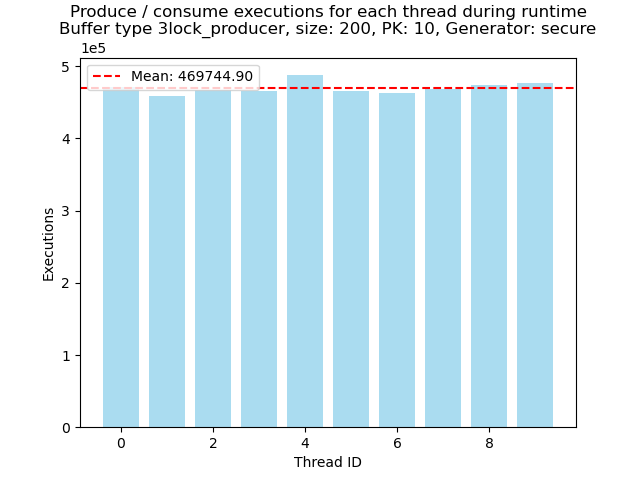 Produce / consume executions for each thread during runtime
Buffer type 3lock_producer, size: 200, PK: 10, Generator: secure
1e5
Mean: 469744.90
5
4
3
2
1
0
Executions
0 2 4 6 8
Thread ID